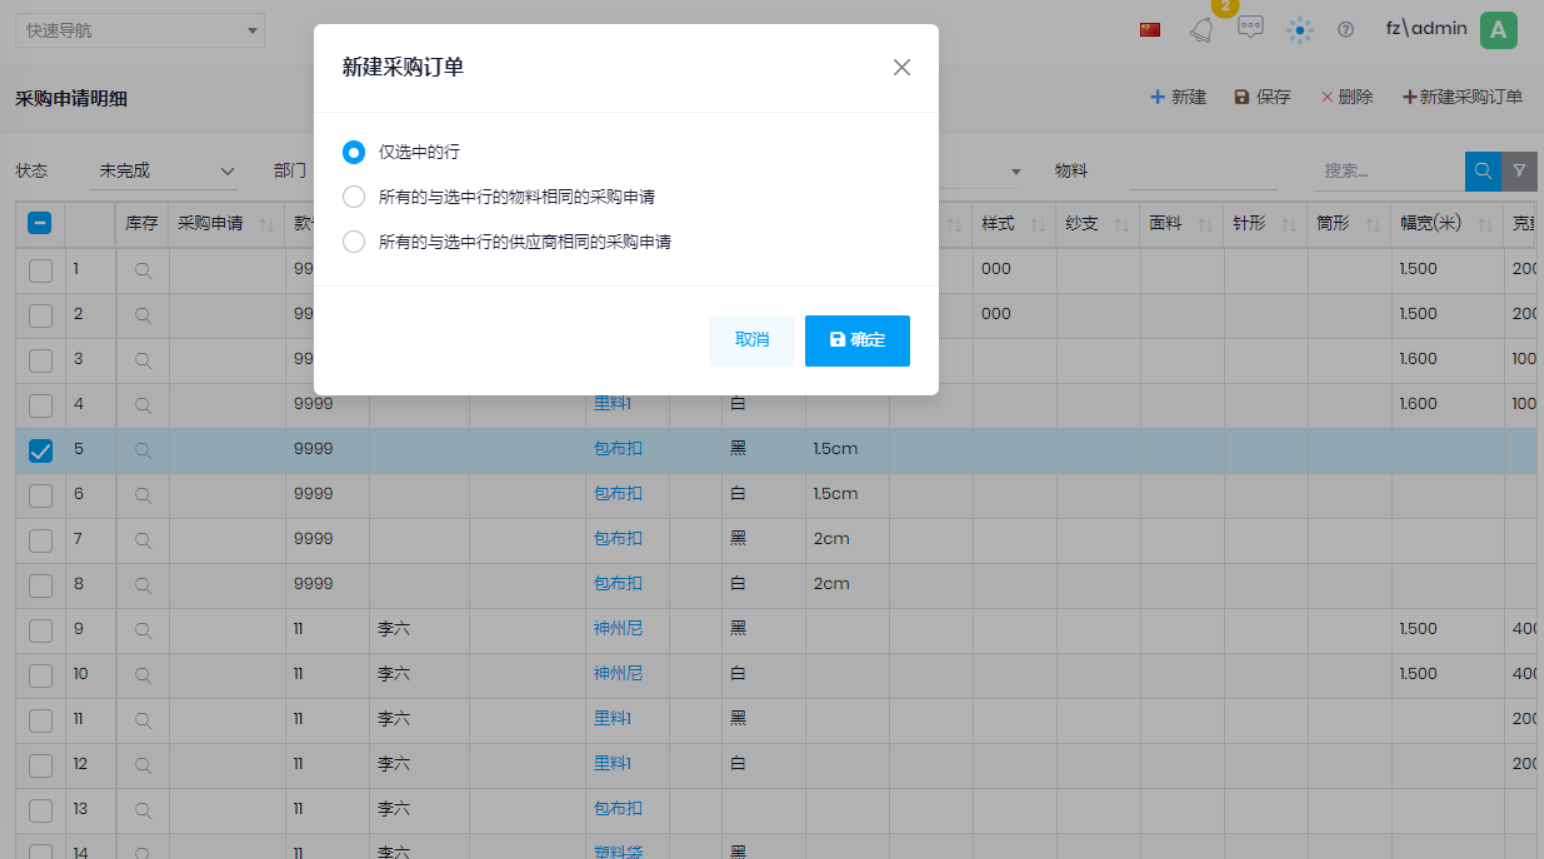 快速导航
2
fz\admin
A
新建采购订单
采购申请明细
新建 保存 删除 新建采购订单
仅选中的行
所有的与选中行的物料相同的采购申请
所有的与选中行的供应商相同的采购申请
取消 确定
状态 未完成 部门 物料 搜索...
库存 采购申请 样式 纱支 面料 针形 筒形 幅宽(米)
1 99 000 1.500 200
2 99 000 1.500 200
3 99 1.600 100
4 9999 里料1 白 1.600 100
5 9999 包布扣 黑 1.5cm
6 9999 包布扣 白 1.5cm
7 9999 包布扣 黑 2cm
8 9999 包布扣 白 2cm
9 11 李六 神州尼 黑 1.500 400
10 11 李六 神州尼 白 1.500 400
11 11 李六 里料1 黑 200
12 11 李六 里料1 白 200
13 11 李六 包布扣
14 11 李六 塑料袋 黑